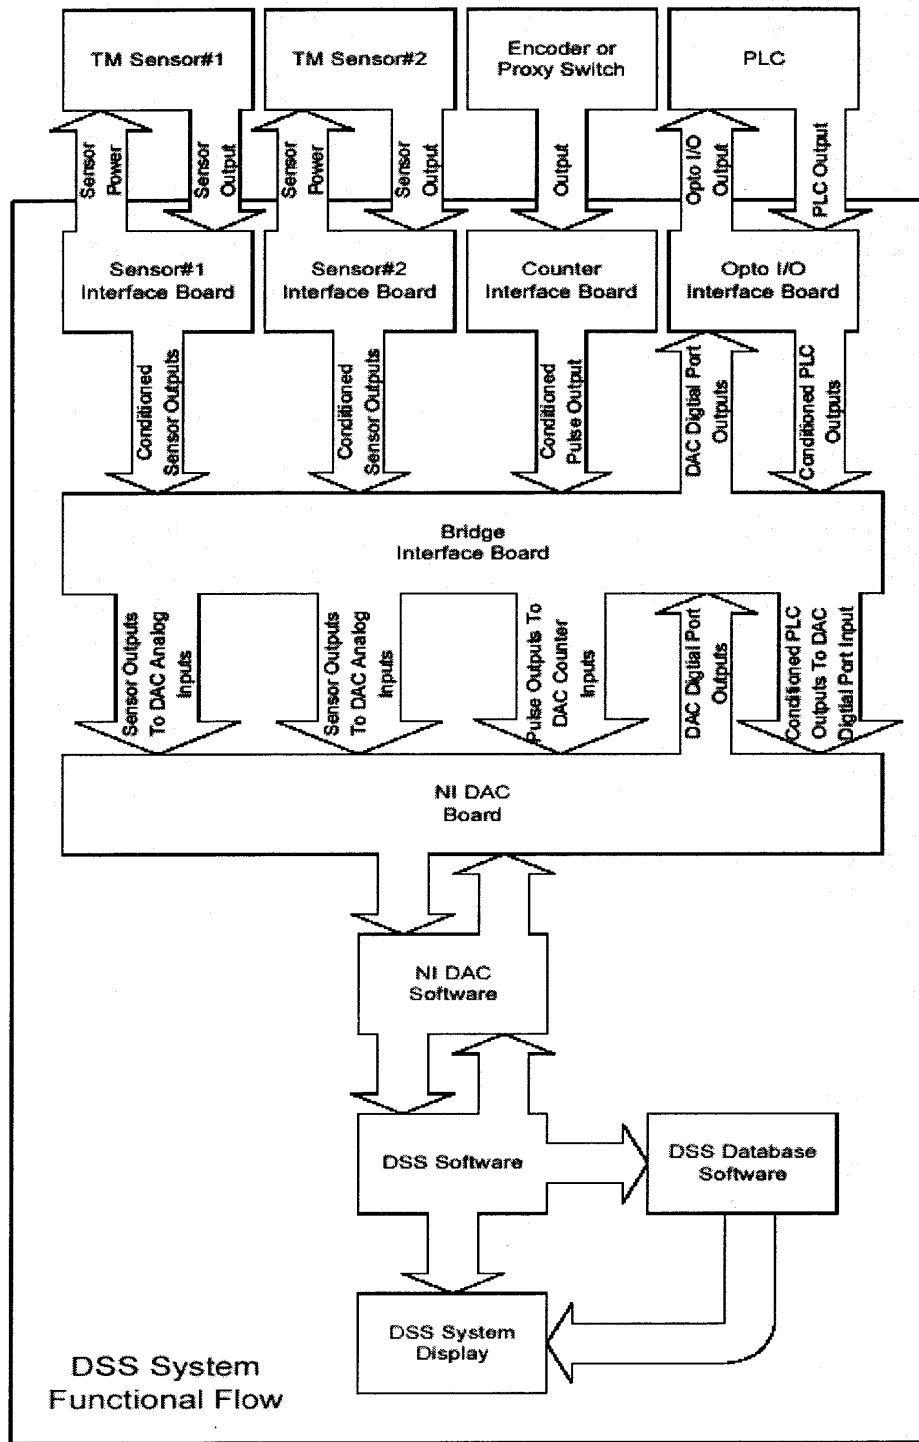 TM Sensor#1
TM Sensor#2
Encoder or
Proxy Switch
PLC
Sensor
Power
Sensor
Output
Sensor
Power
Sensor
Output
Output
Opto I/O
Output
PLC Output
Sensor#1
Interface Board
Sensor#2
Interface Board
Counter
Interface Board
Opto I/O
Interface Board
Conditioned
Sensor Outputs
Conditioned
Sensor Outputs
Conditioned
Pulse Output
DAC Digtial Port
Outputs
Conditioned PLC
Outputs
Bridge
Interface Board
Sensor Outputs
To DAC Analog
Inputs
Sensor Outputs
To DAC Analog
Inputs
Pulse Outputs To
DAC Counter
Inputs
DAC Digtial Port
Outputs
Conditioned PLC
Outputs To DAC
Digtial Port Input
NI DAC
Board
NI DAC
Software
DSS Software
DSS Database
Software
DSS System
Display
DSS System
Functional Flow